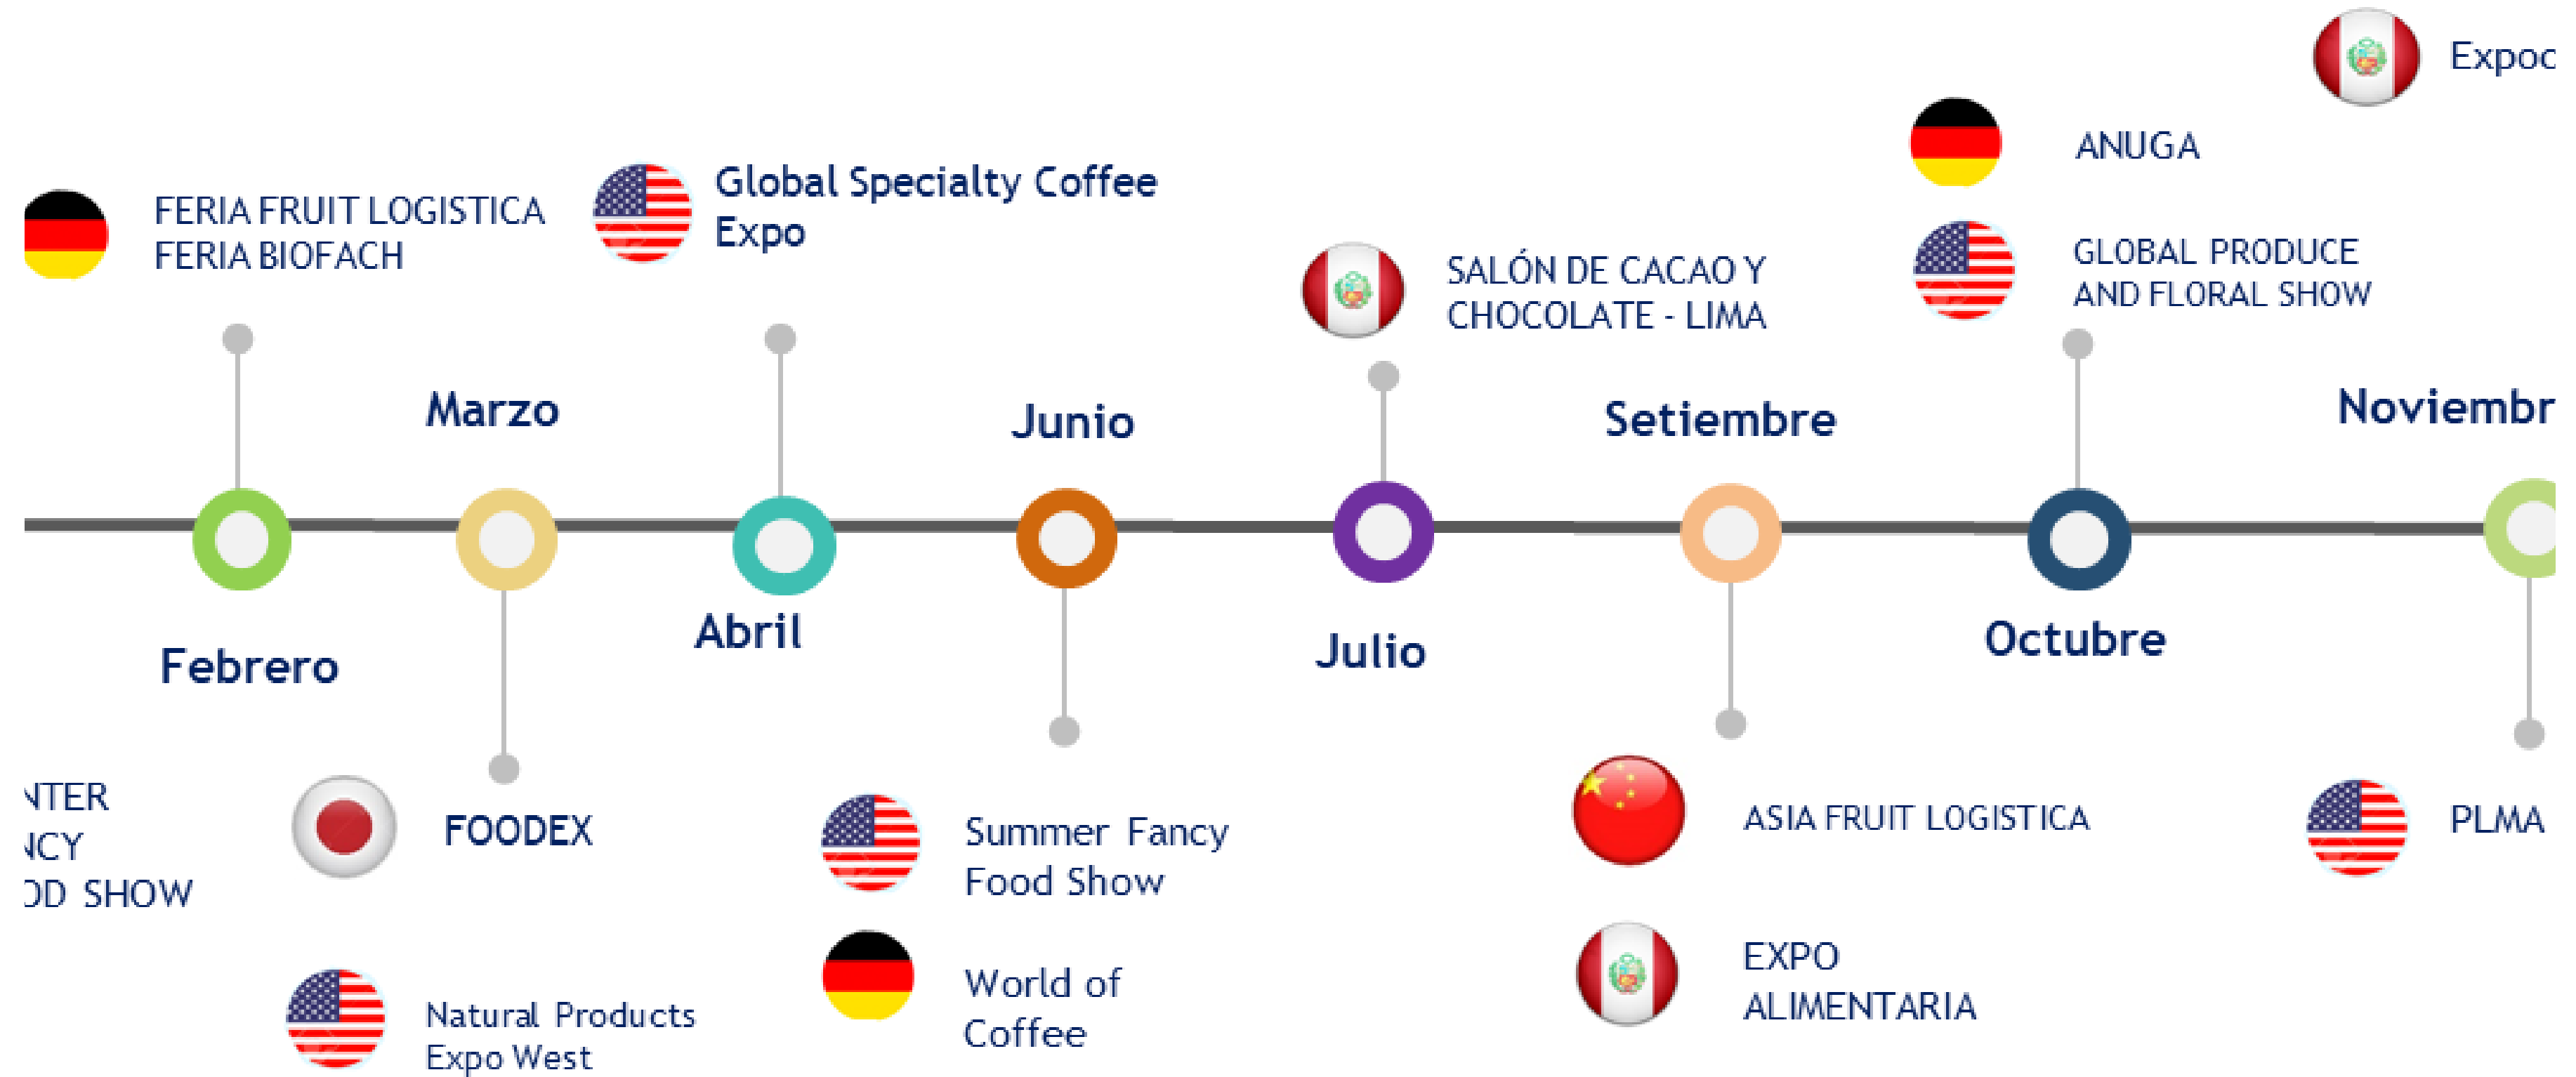 Expoc
ANUGA
GLOBAL PRODUCE
AND FLORAL SHOW
FERIA FRUIT LOGISTICA
FERIA BIOFACH
Global Specialty Coffee
Expo
SALÓN DE CACAO Y
CHOCOLATE - LIMA
Marzo
Junio
Setiembre
Noviembr
Febrero
Abril
Julio
Octubre
NTER
NCY
OD SHOW
FOODEX
Natural Products
Expo West
Summer Fancy
Food Show
World of
Coffee
ASIA FRUIT LOGISTICA
EXPO
ALIMENTARIA
PLMA